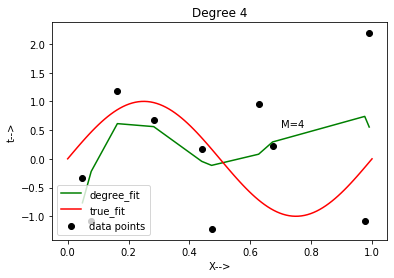 Degree 4
t-->
2.0
1.5
1.0
0.5
0.0
−0.5
−1.0
M=4
degree_fit
true_fit
data points
0.0
0.2
0.4
0.6
0.8
1.0
X-->